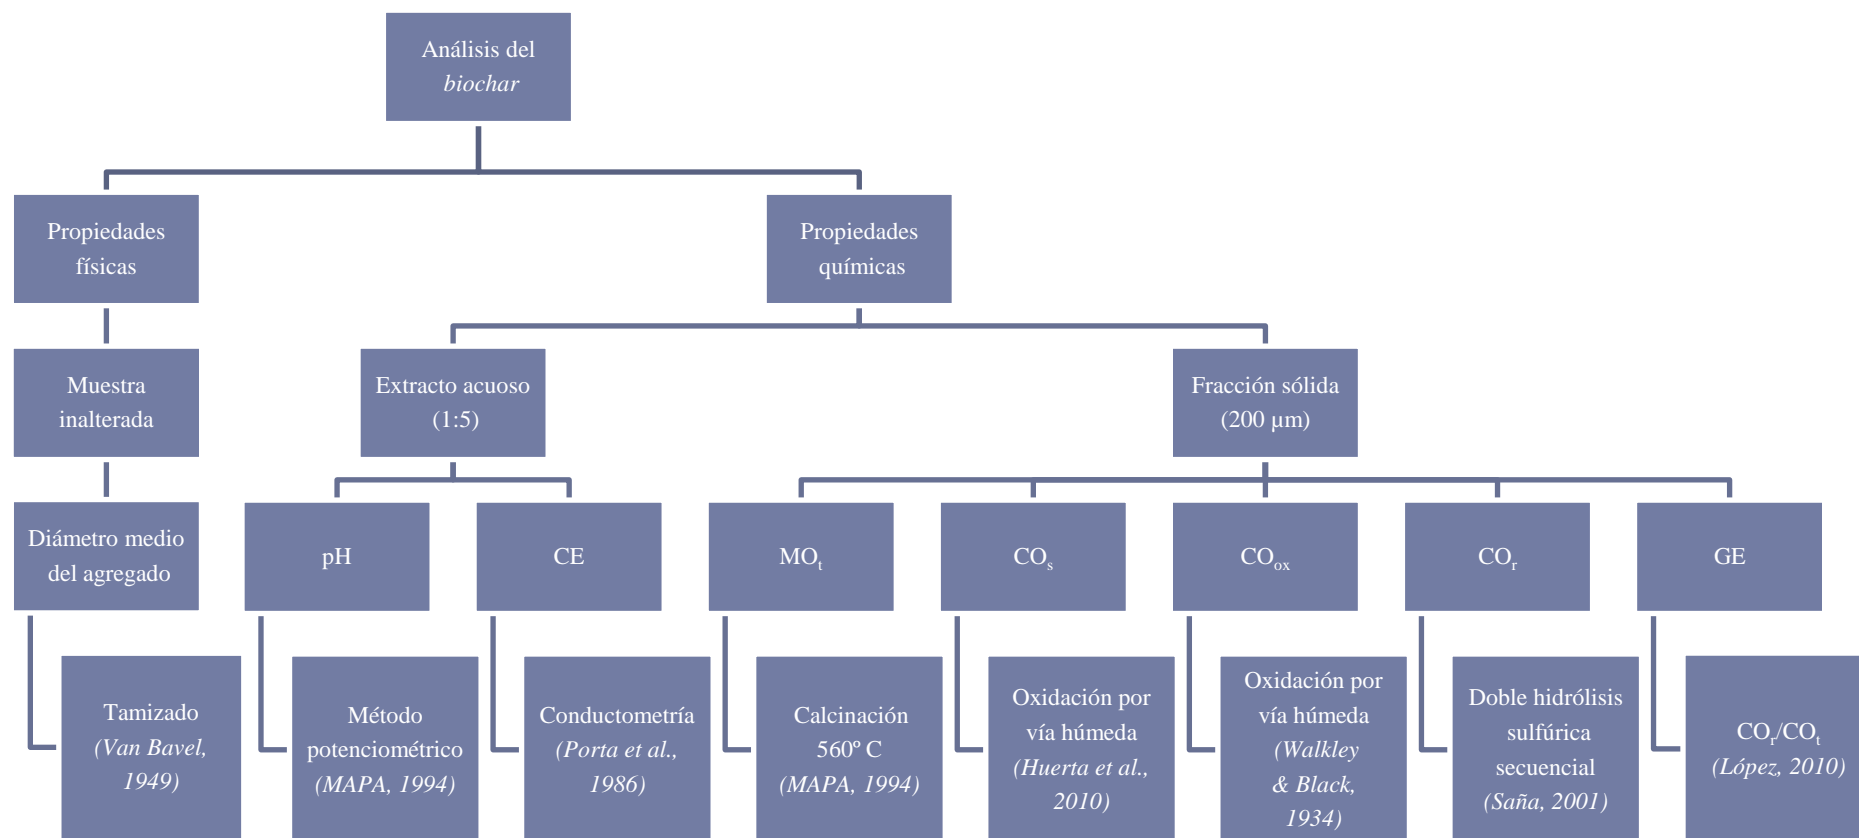 Análisis del
biochar
Propiedades
físicas
Propiedades
químicas
Muestra
inalterada
Extracto acuoso
(1:5)
Fracción sólida
(200 µm)
Diámetro medio
del agregado
pH
CE
MOt
COs
COox
COr
GE
Tamizado
(Van Bavel,
1949)
Método
potenciométrico
(MAPA, 1994)
Conductometría
(Porta et al.,
1986)
Calcinación
560º C
(MAPA, 1994)
Oxidación por
vía húmeda
(Huerta et al.,
2010)
Oxidación por
vía húmeda
(Walkley
& Black,
1934)
Doble hidrólisis
sulfúrica
secuencial
(Saña, 2001)
COr/COt
(López, 2010)